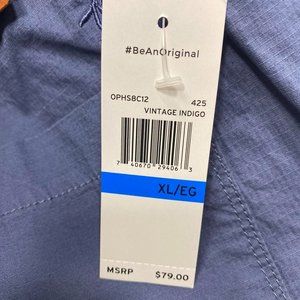 #BeAnOriginal
OPHS8C12 425
VINTAGE INDIGO
7 40670 29406 3
XL/EG
MSRP $79.00